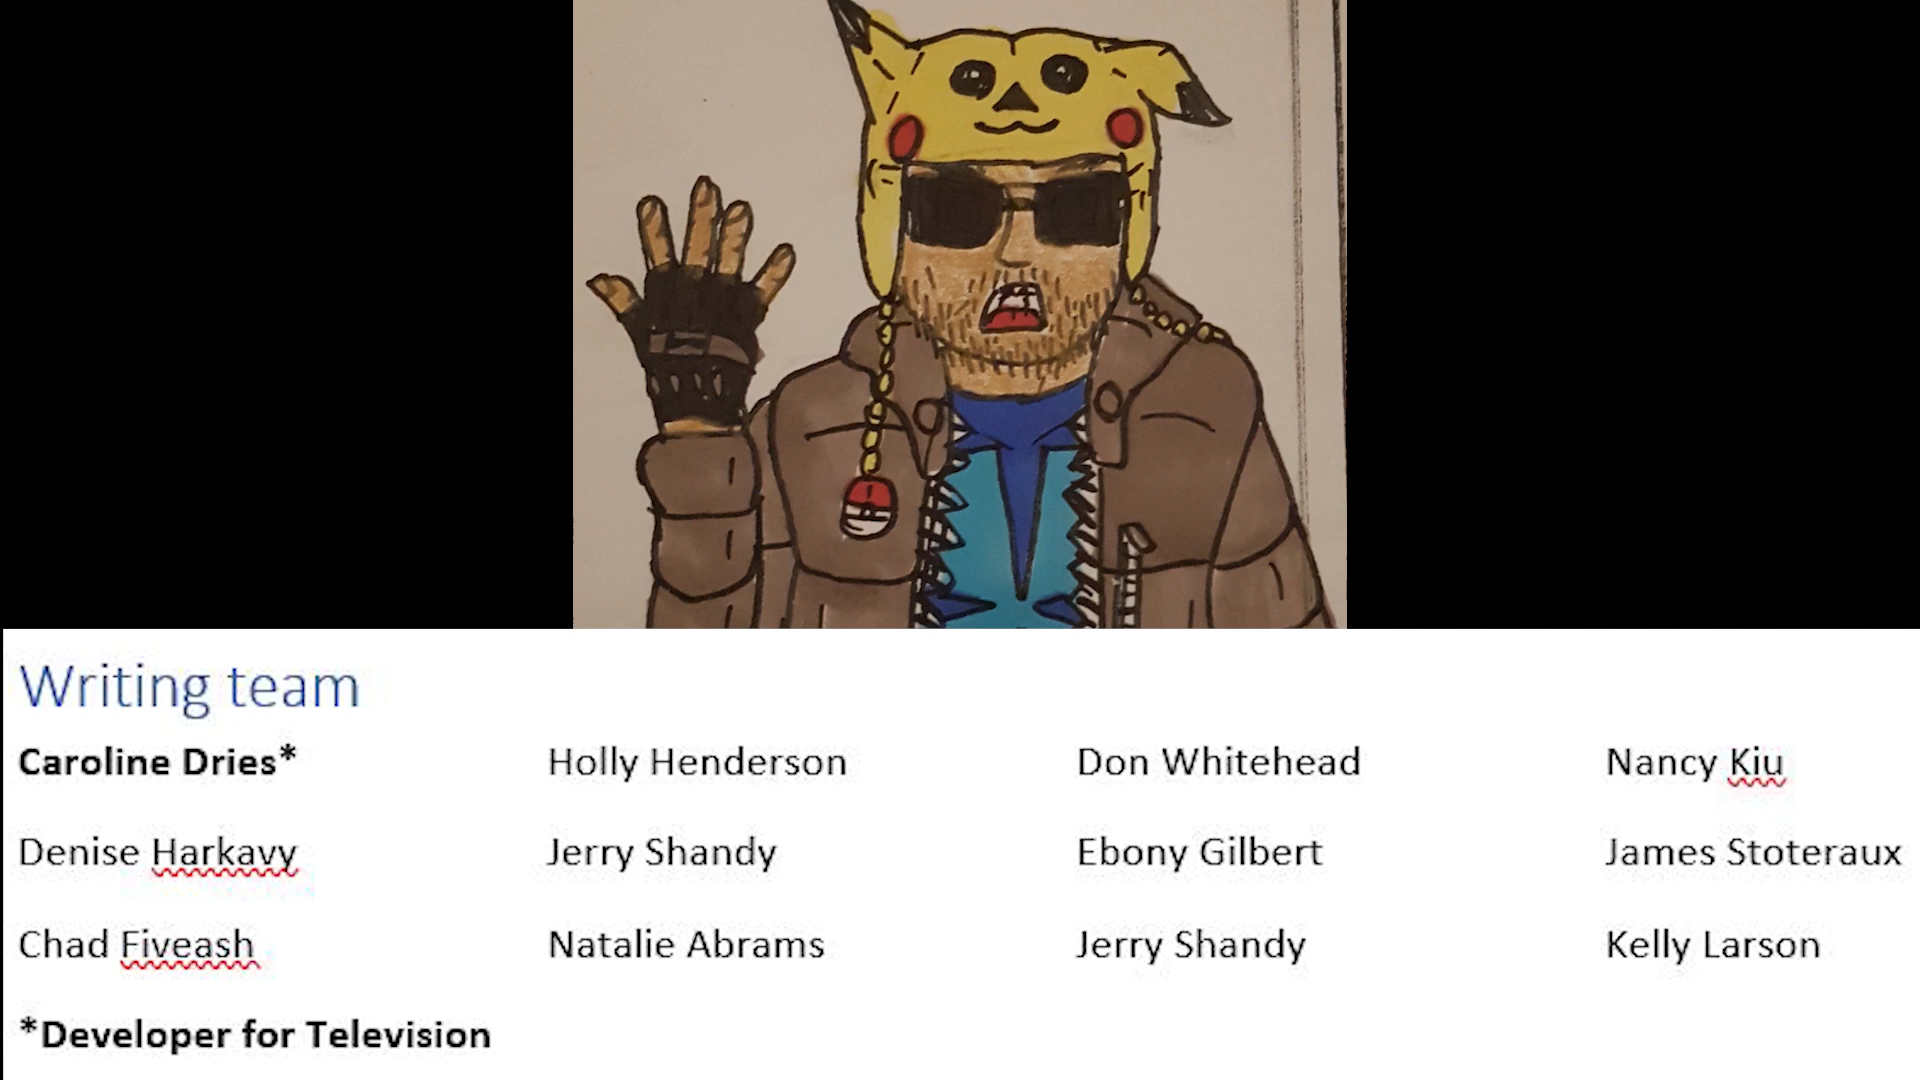 Writing team
Caroline Dries* Holly Henderson Don Whitehead Nancy Kiu
Denise Harkavy Jerry Shandy Ebony Gilbert James Stoteraux
Chad Fiveash Natalie Abrams Jerry Shandy Kelly Larson
*Developer for Television